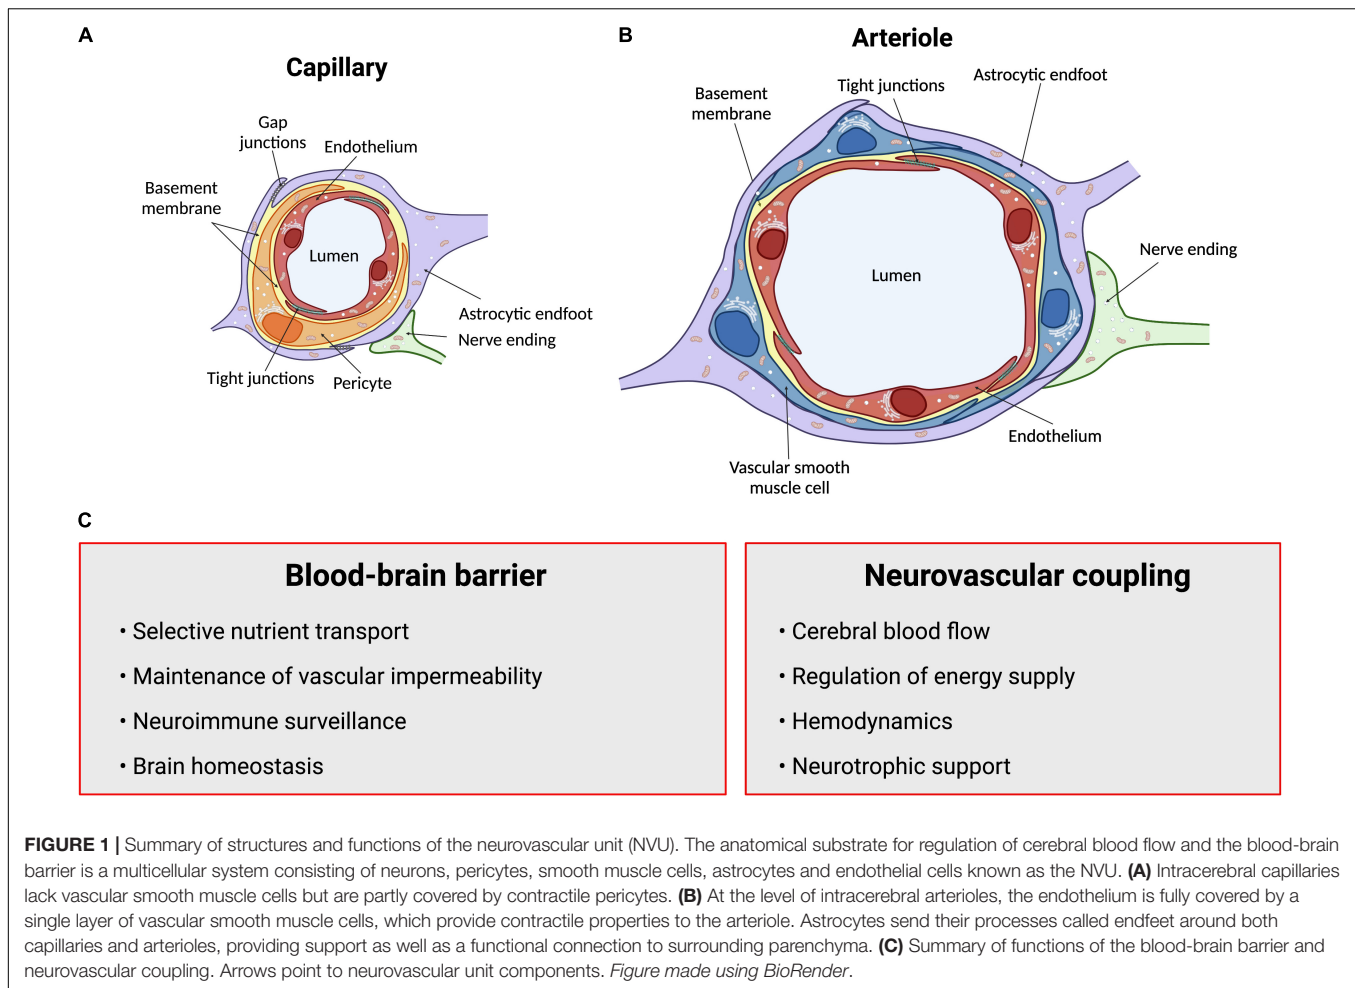 A
Capillary
Gap
junctions
Endothelium
Basement
membrane
Lumen
Astrocytic endfoot
Nerve ending
Tight junctions
Pericyte
B
Arteriole
Astrocytic endfoot
Tight junctions
Basement
membrane
Nerve ending
Lumen
Endothelium
Vascular smooth
muscle cell
C
Blood-brain barrier
• Selective nutrient transport
• Maintenance of vascular impermeability
• Neuroimmune surveillance
• Brain homeostasis
Neurovascular coupling
• Cerebral blood flow
• Regulation of energy supply
• Hemodynamics
• Neurotrophic support
FIGURE 1 | Summary of structures and functions of the neurovascular unit (NVU). The anatomical substrate for regulation of cerebral blood flow and the blood-brain
barrier is a multicellular system consisting of neurons, pericytes, smooth muscle cells, astrocytes and endothelial cells known as the NVU. (A) Intracerebral capillaries
lack vascular smooth muscle cells but are partly covered by contractile pericytes. (B) At the level of intracerebral arterioles, the endothelium is fully covered by a
single layer of vascular smooth muscle cells, which provide contractile properties to the arteriole. Astrocytes send their processes called endfeet around both
capillaries and arterioles, providing support as well as a functional connection to surrounding parenchyma. (C) Summary of functions of the blood-brain barrier and
neurovascular coupling. Arrows point to neurovascular unit components. Figure made using BioRender.